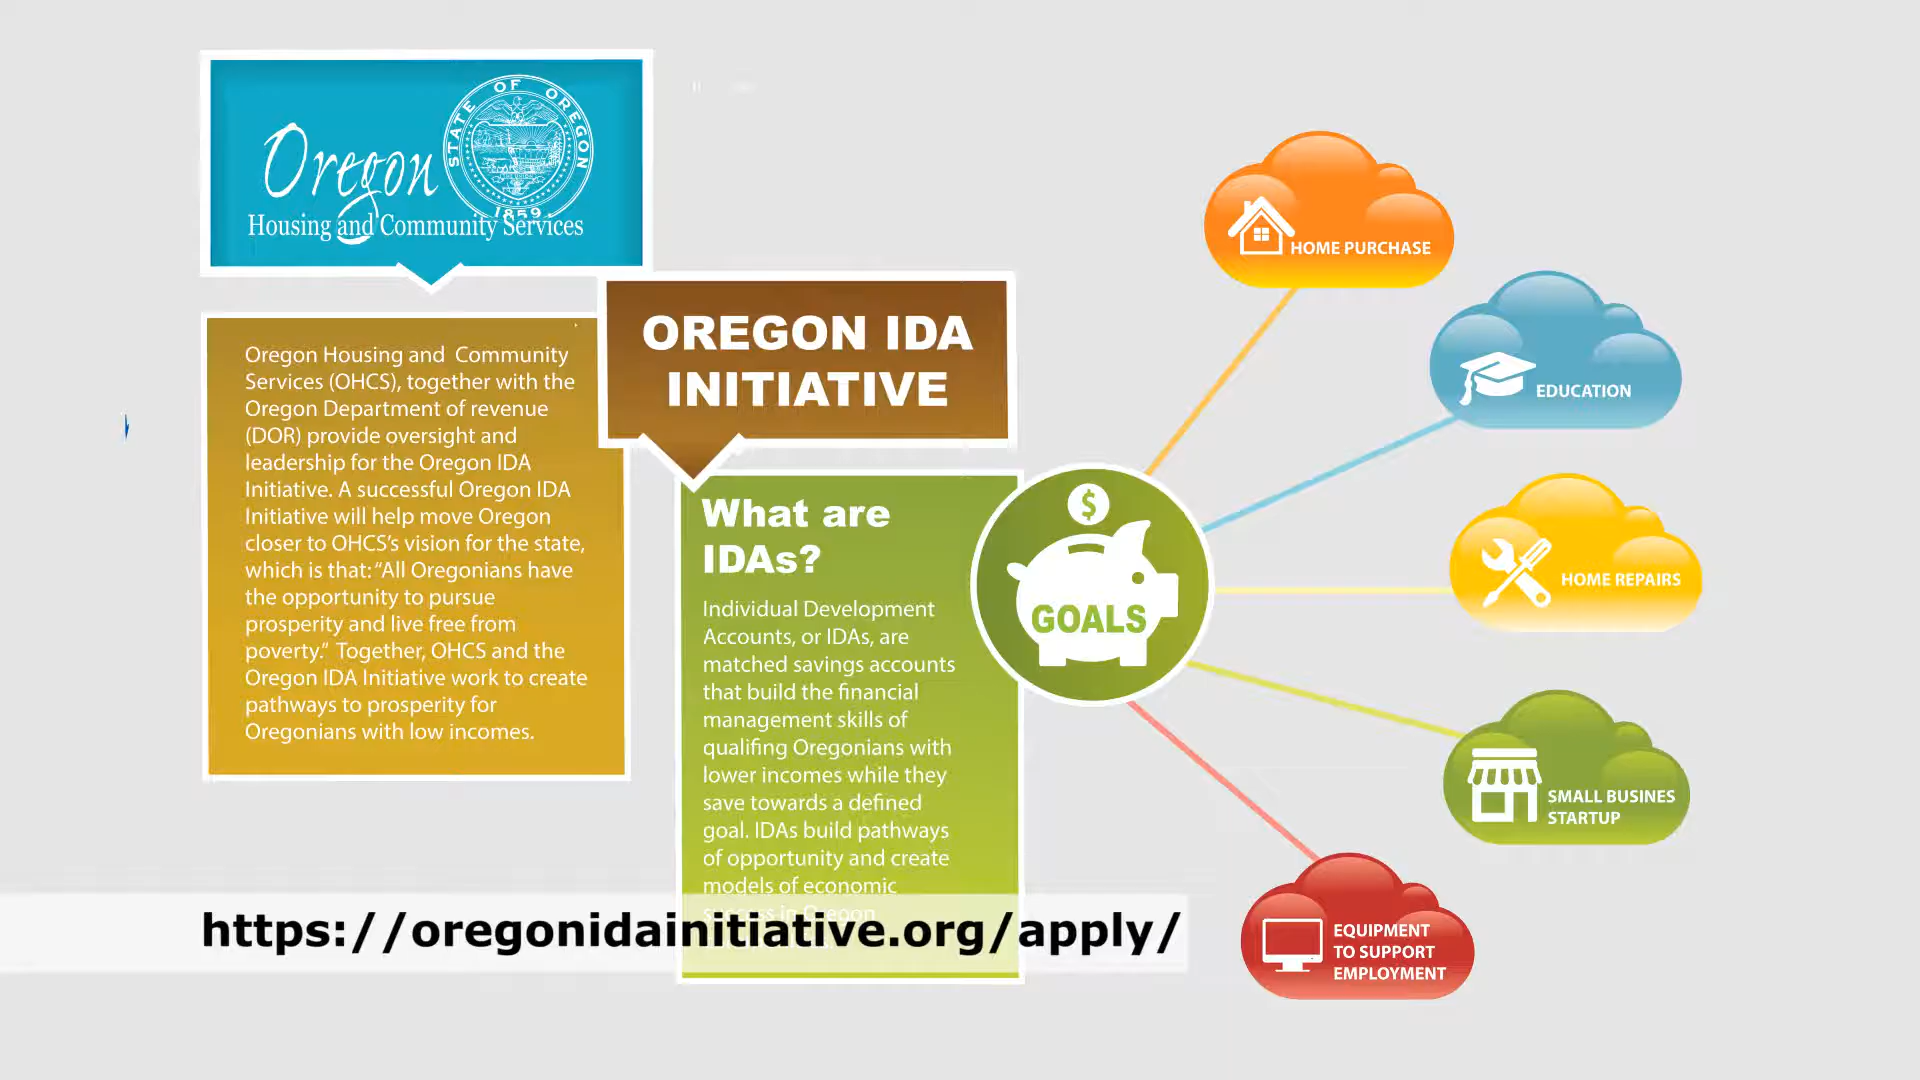 STATE OF OREGON
1859
Oregon
Housing and Community Services
Oregon Housing and Community
Services (OHCS), together with the
Oregon Department of revenue
(DOR) provide oversight and
leadership for the Oregon IDA
Initiative. A successful Oregon IDA
Initiative will help move Oregon
closer to OHCS's vision for the state,
which is that: “All Oregonians have
the opportunity to pursue
prosperity and live free from
poverty.” Together, OHCS and the
Oregon IDA Initiative work to create
pathways to prosperity for
Oregonians with low incomes.
OREGON IDA
INITIATIVE
What are
IDAs?
Individual Development
Accounts, or IDAs, are
matched savings accounts
that build the financial
management skills of
qualifing Oregonians with
lower incomes while they
save towards a defined
goal. IDAs build pathways
of opportunity and create
models of economic
success in Oregon
$
GOALS
HOME PURCHASE
EDUCATION
HOME REPAIRS
SMALL BUSINES
STARTUP
EQUIPMENT
TO SUPPORT
EMPLOYMENT
https://oregonidainitiative.org/apply/